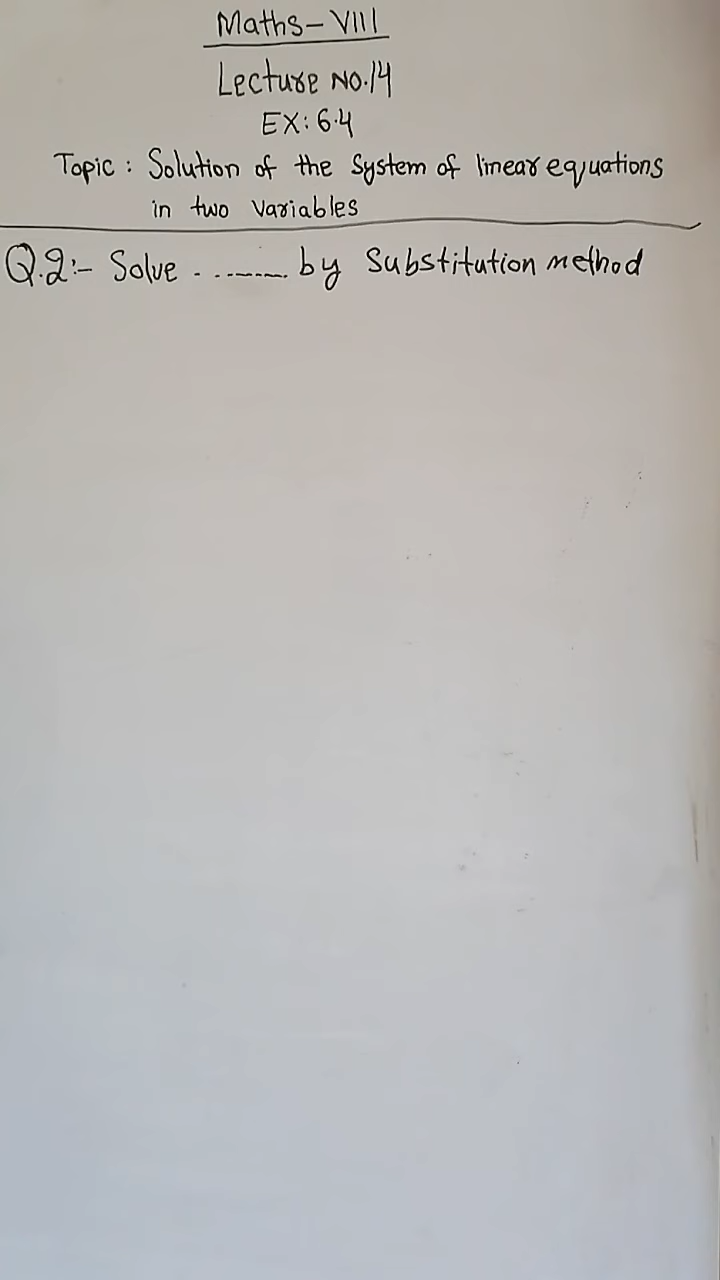 Maths-VIII
Lecture No.14
EX: 6.4
Topic: Solution of the System of linear equations
in two variables
Q.2:- Solve ......... by Substitution method